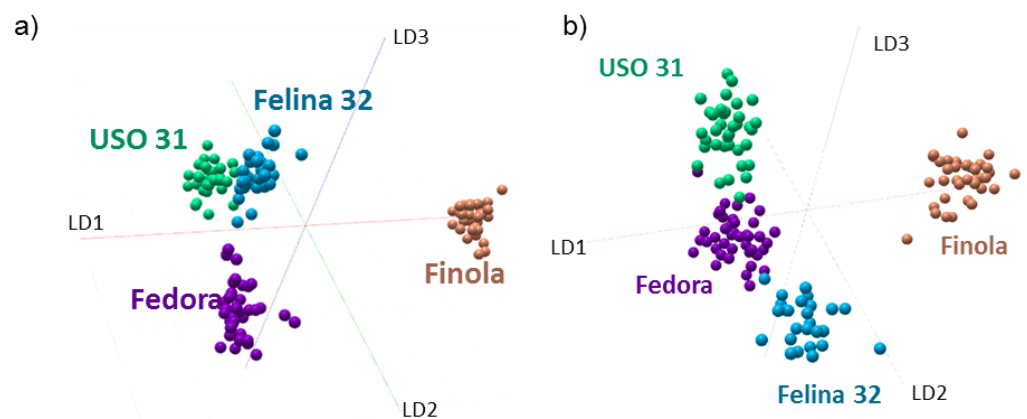 a)
LD3
Felina 32
USO 31
LD1
Finola
Fedora
LD2
b)
LD3
USO 31
LD1
Finola
Fedora
LD2
Felina 32